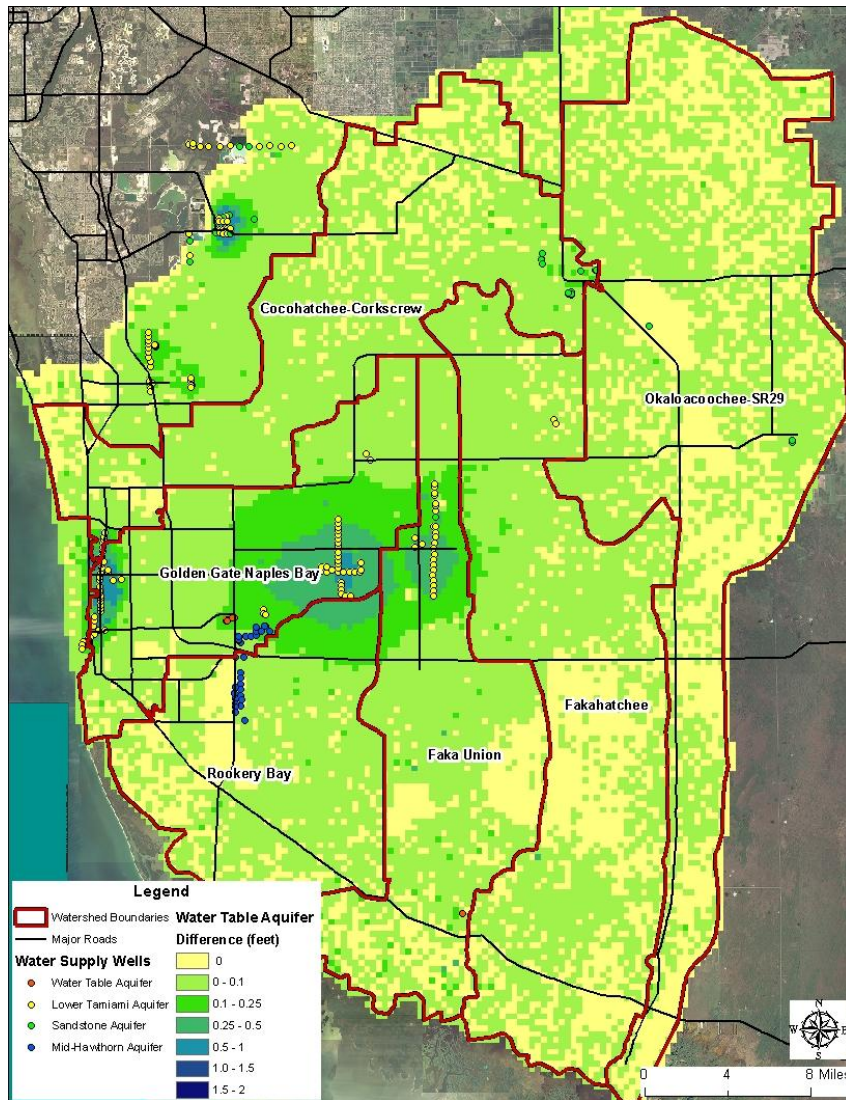 Cocohatchee-Corkscrew
Okaloacoochee-SR29
Golden Gate Naples Bay
Fakahatchee
Faka Union
Rookery Bay
Legend
Watershed Boundaries
Major Roads
Water Supply Wells
Water Table Aquifer
Lower Tamiami Aquifer
Sandstone Aquifer
Mid-Hawthorn Aquifer
Water Table Aquifer
Difference (feet)
0
0 - 0.1
0.1 - 0.25
0.25 - 0.5
0.5 - 1
1.0 - 1.5
1.5 - 2
N
W E
S
0 4 8 Miles